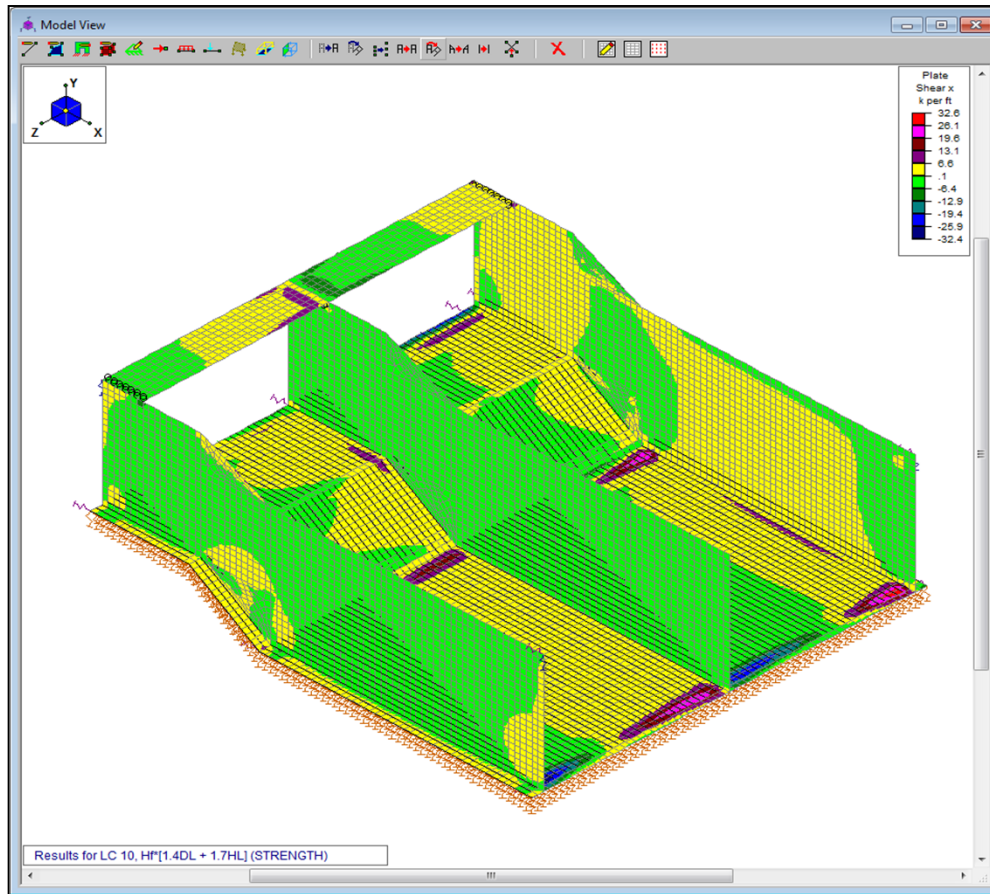 Model View
Y
Z
X
Plate
Shear x
k per ft
32.6
26.1
19.6
13.1
6.6
.1
-6.4
-12.9
-19.4
-25.9
-32.4
Results for LC 10, Hf*[1.4DL + 1.7HL] (STRENGTH)